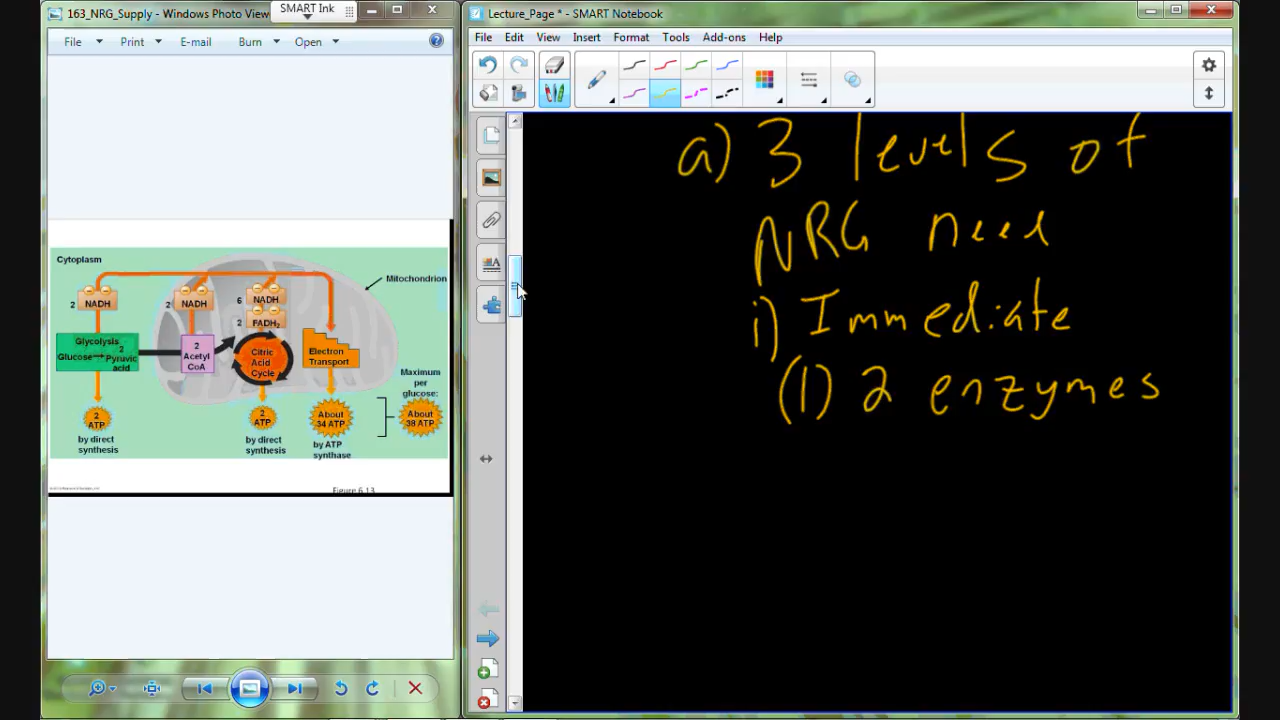 163_NRG_Supply - Windows Photo View
SMART Ink
File Print E-mail Burn Open
Cytoplasm
Mitochondrion
2 NADH
2 NADH
6 NADH
2 FADH2
Glycolysis
Glucose → 2 Pyruvic acid
2 Acetyl CoA
Citric Acid Cycle
Electron Transport
Maximum per glucose:
2 ATP
2 ATP
About 34 ATP
About 38 ATP
by direct synthesis
by direct synthesis
by ATP synthase
Figure 6.13
Lecture_Page * - SMART Notebook
File Edit View Insert Format Tools Add-ons Help
a) 3 levels of
NRG need
i) Immediate
(1) 2 enzymes